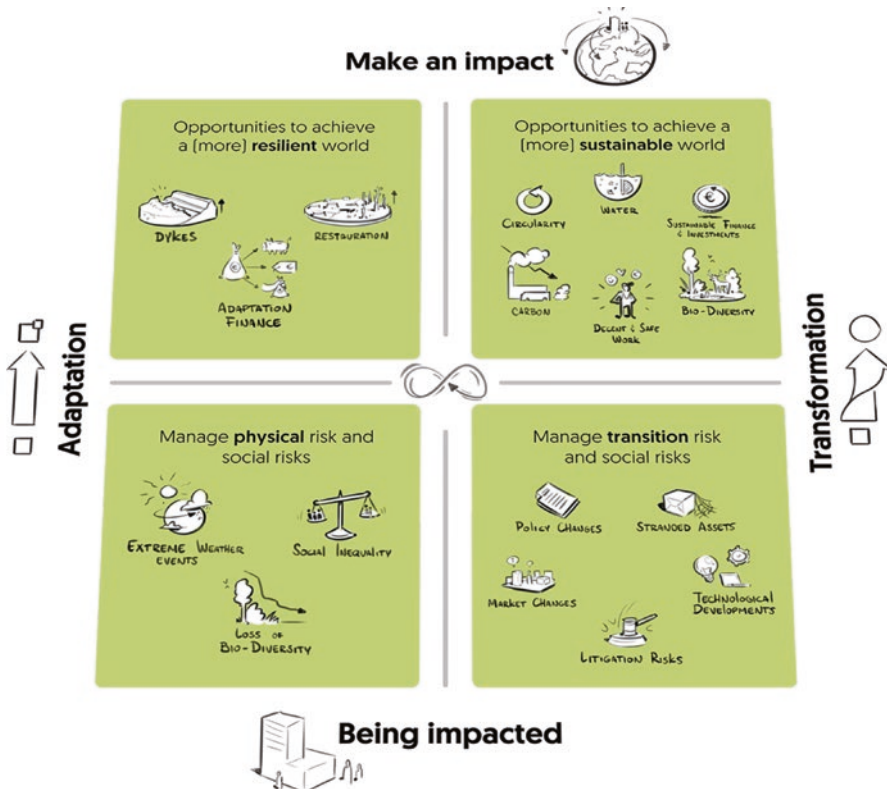 Make an impact
Opportunities to achieve
a (more) resilient world
DYKES
RESTAURATION
ADAPTATION
FINANCE
Opportunities to achieve a
(more) sustainable world
CIRCULARITY
WATER
SUSTAINABLE FINANCE
& INVESTMENTS
CARBON
DECENT & SAFE
WORK
BIO-DIVERSITY
Adaptation
Transformation
Manage physical risk and
social risks
EXTREME WEATHER
EVENTS
SOCIAL INEQUALITY
LOSS OF
BIO-DIVERSITY
Manage transition risk
and social risks
POLICY CHANGES
STRANDED ASSETS
MARKET CHANGES
TECHNOLOGICAL
DEVELOPMENTS
LITIGATION RISKS
Being impacted